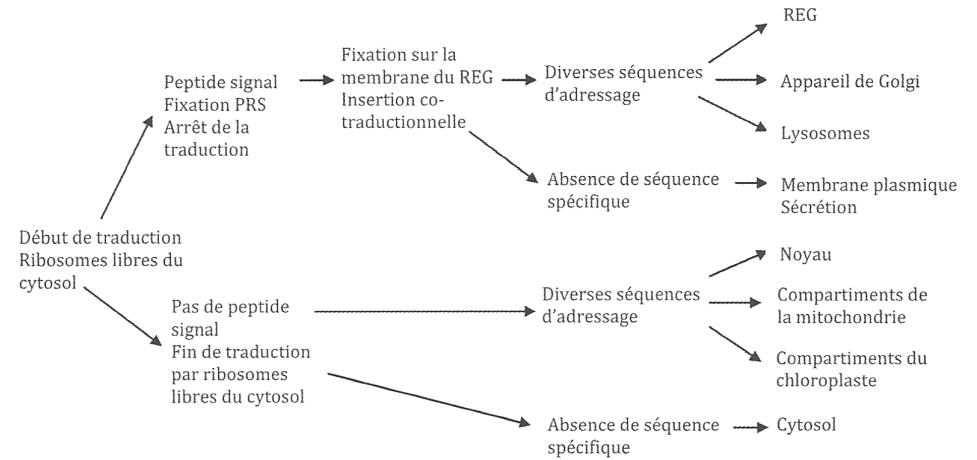 REG
Fixation sur la
membrane du REG
Insertion co-
traductionnelle
Peptide signal
Fixation PRS
Arrêt de la
traduction
Diverses séquences
d'adressage
Appareil de Golgi
Lysosomes
Absence de séquence
spécifique
Membrane plasmique
Sécrétion
Début de traduction
Ribosomes libres du
cytosol
Noyau
Pas de peptide
signal
Fin de traduction
par ribosomes
libres du cytosol
Diverses séquences
d'adressage
Compartiments de
la mitochondrie
Compartiments du
chloroplaste
Absence de séquence
spécifique
Cytosol